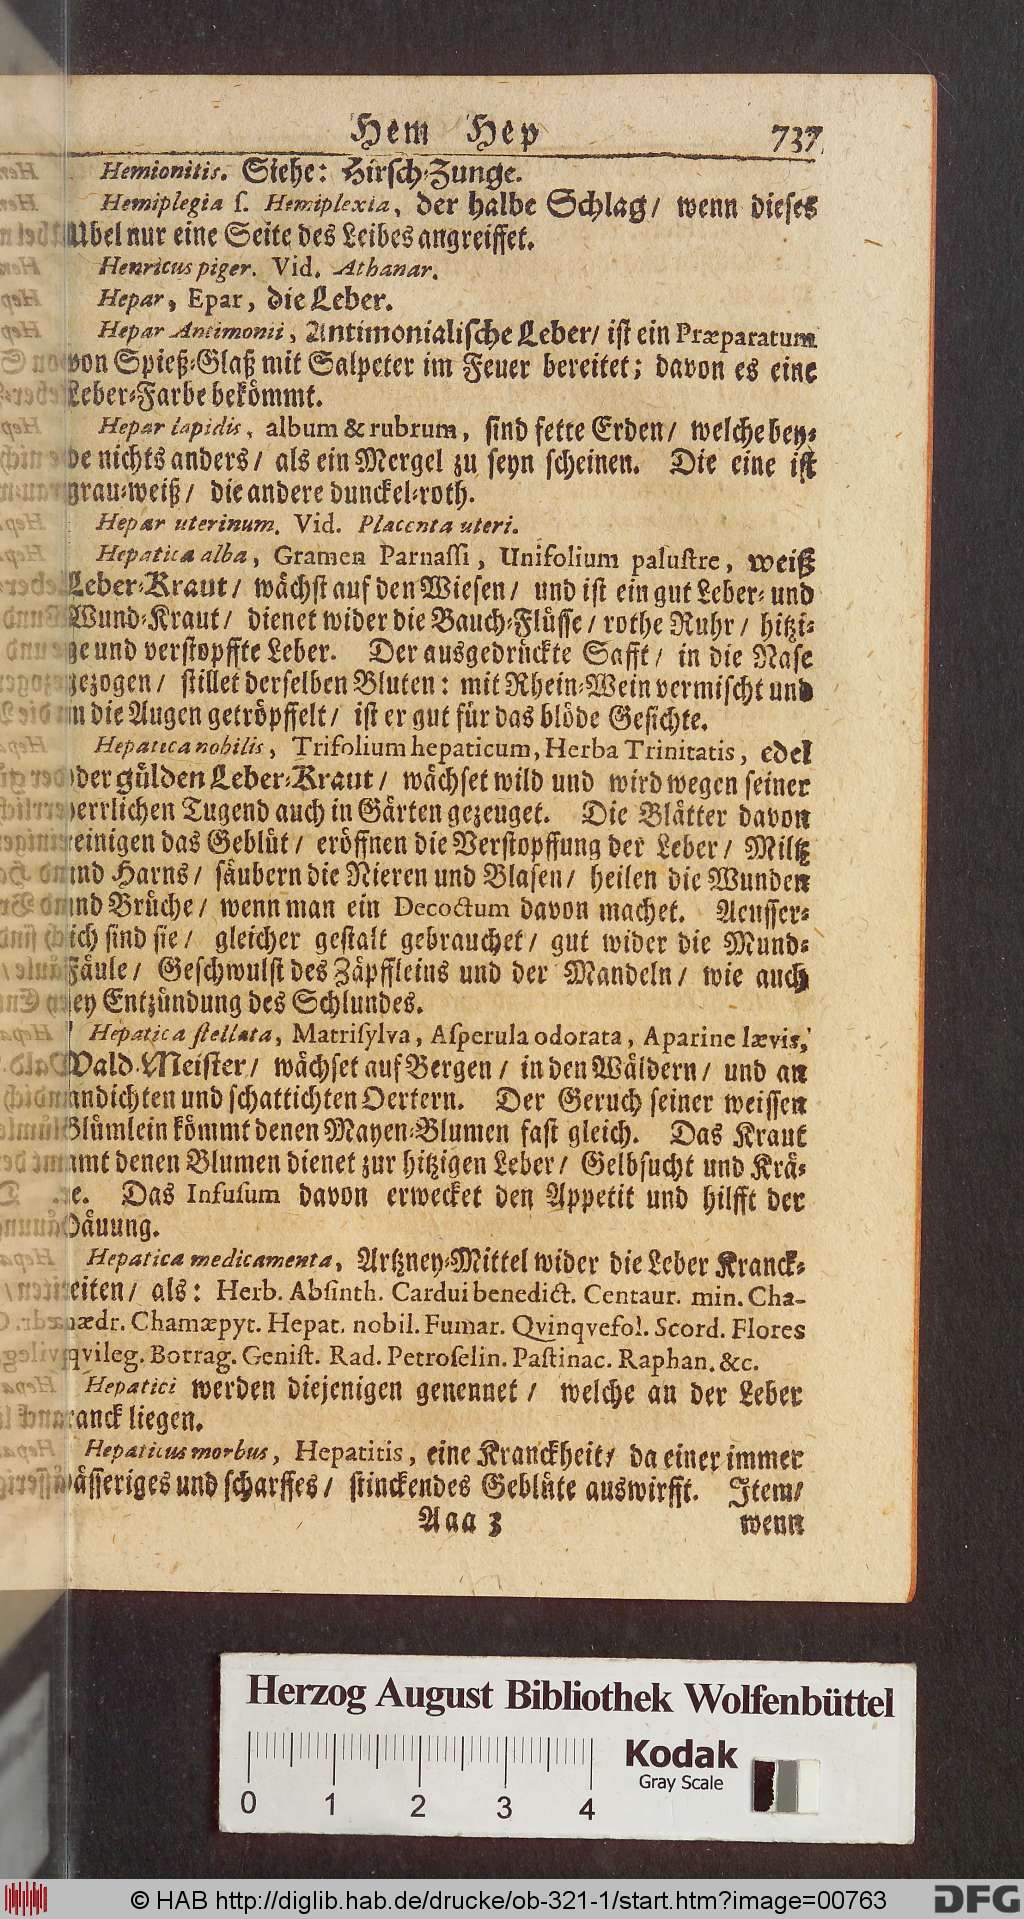 Hem Hep 737
Hemionitis. Siehe: Hirsch-Zunge.
Hemiplegia ſ. Hemiplexia, der halbe Schlag/ wenn dieſes
Ubel nur eine Seite des Leibes angreiffet.
Henricus piger. Vid. Athanar.
Hepar, Epar, die Leber.
Hepar Antimonii, Antimonialiſche Leber/ iſt ein Præparatum
von Spieß-Glaß mit Salpeter im Feuer bereitet; davon es eine
Leber-Farbe bekömmt.
Hepar lapidis, album & rubrum, ſind fette Erden/ welche bey-
de nichts anders/ als ein Mergel zu ſeyn ſcheinen. Die eine iſt
grau-weiß/ die andere dunckel-roth.
Hepar uterinum. Vid. Placenta uteri.
Hepatica alba, Gramen Parnaſſi, Unifolium paluſtre, weiß
Leber-Kraut/ wächſt auf den Wieſen/ und iſt ein gut Leber- und
Wund-Kraut/ dienet wider die Bauch-Flüſſe/ rothe Ruhr/ hitzi-
ge und verſtopffte Leber. Der ausgedrückte Safft/ in die Naſe
gezogen/ ſtillet derſelben Bluten: mit Rhein-Wein vermiſcht und
in die Augen getröpffelt/ iſt er gut für das blöde Geſichte.
Hepatica nobilis, Trifolium hepaticum, Herba Trinitatis, edel
oder gülden Leber-Kraut/ wächſet wild und wird wegen ſeiner
herrlichen Tugend auch in Gärten gezeuget. Die Blätter davon
reinigen das Geblüt/ eröffnen die Verſtopffung der Leber/ Miltz
und Harns/ ſäubern die Nieren und Blaſen/ heilen die Wunden
und Brüche/ wenn man ein Decoctum davon machet. Aeuſſer-
lich ſind ſie/ gleicher geſtalt gebrauchet/ gut wider die Mund-
Fäule/ Geſchwulſt des Zäpffleins und der Mandeln/ wie auch
bey Entzündung des Schlundes.
Hepatica ſtellata, Matriſylva, Aſperula odorata, Aparine lævis,
Wald-Meiſter/ wächſet auf Bergen/ in den Wäldern/ und an
andichten und ſchattichten Oertern. Der Geruch ſeiner weiſſen
Blümlein kömmt denen Mayen-Blumen faſt gleich. Das Kraut
ſamt denen Blumen dienet zur hitzigen Leber/ Gelbſucht und Krä-
tze. Das Infuſum davon erwecket den Appetit und hilfft der
Däuung.
Hepatica medicamenta, Artzney-Mittel wider die Leber Kranck-
heiten/ als: Herb. Abſinth. Cardui benedict. Centaur. min. Cha-
mædr. Chamæpyt. Hepat. nobil. Fumar. Qvinqvefol. Scord. Flores
Aqvileg. Borrag. Geniſt. Rad. Petroſelin. Paſtinac. Raphan. &c.
Hepatici werden diejenigen genennet/ welche an der Leber
kranck liegen.
Hepaticus morbus, Hepatitis, eine Kranckheit/ da einer immer
wäſſeriges und ſcharffes/ ſtinckendes Geblüte auswirfft. Item/
Aaa 3 wenn
Herzog August Bibliothek Wolfenbüttel
Kodak
Gray Scale
0 1 2 3 4
© HAB http://diglib.hab.de/drucke/ob-321-1/start.htm?image=00763
DFG